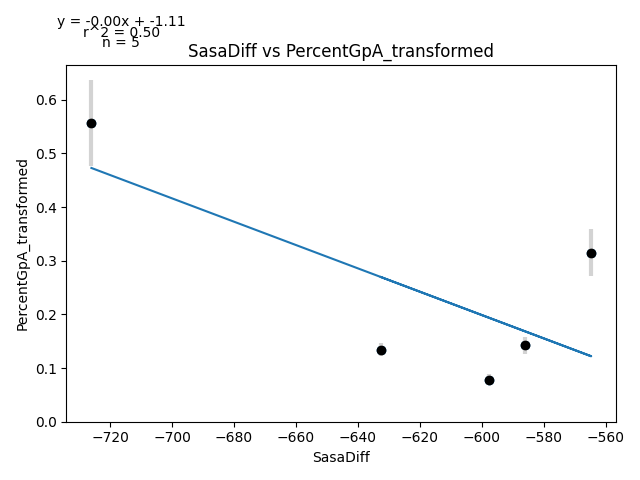 y = -0.00x + -1.11
r^2 = 0.50
n = 5
SasaDiff vs PercentGpA_transformed
PercentGpA_transformed
0.6
0.5
0.4
0.3
0.2
0.1
0.0
−720 −700 −680 −660 −640 −620 −600 −580 −560
SasaDiff